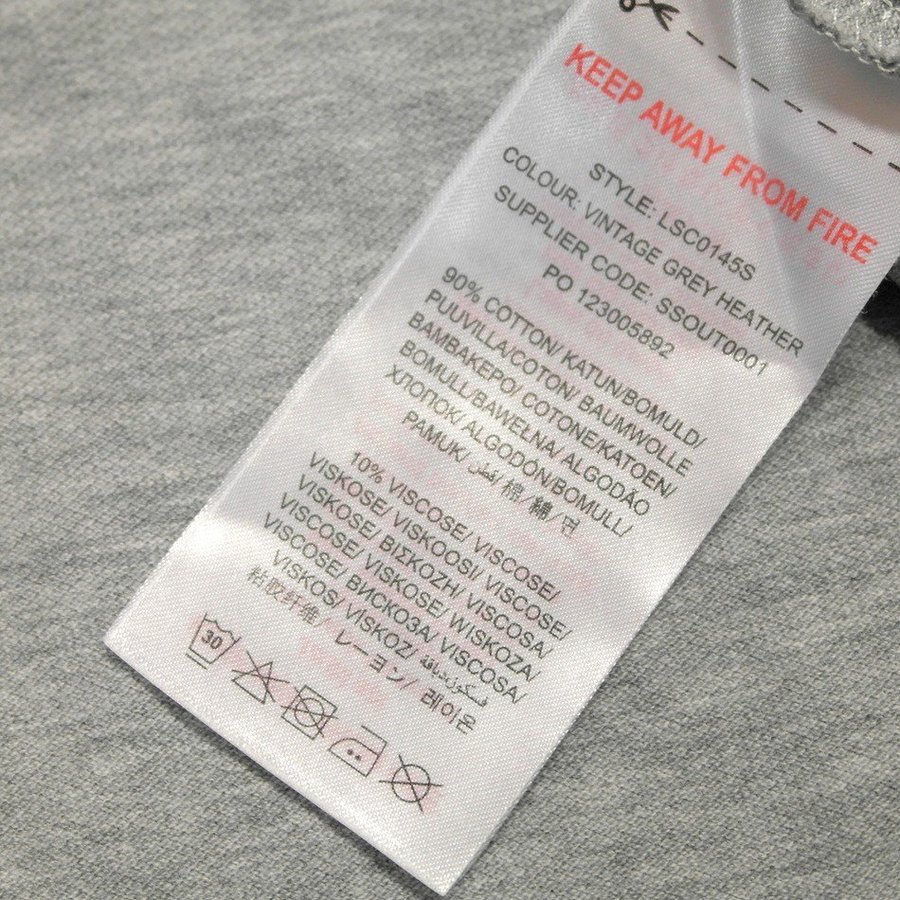 KEEP AWAY FROM FIRE
STYLE: LSC0145S
COLOUR: VINTAGE GREY HEATHER
SUPPLIER CODE: SSOUT0001
PO 123005892
90% COTTON/ KATUN/BOMULD/
PUUVILLA/COTON/ BAUMWOLLE
BAMBAKEPO/ COTONE/KATOEN/
BOMULL/BAWEŁNA/ ALGODÃO
ХЛОПОК/ ALGODÓN/BOMULL/
PAMUK/ قطن/ 棉/ 綿/ 면
10% VISCOSE/ VISCOSE/
VISKOSE/ VISKOOSI/ VISCOSE/
VISKOSE/ ΒΙΣΚΟΖΗ/ VISCOSA/
VISCOSE/ VISKOSE/ WISKOZA/
VISCOSE/ ВИСКОЗА/ VISCOSA/
VISKOS/ VISKOZ/
粘胶纤维/ レーヨン/ 레이온
30